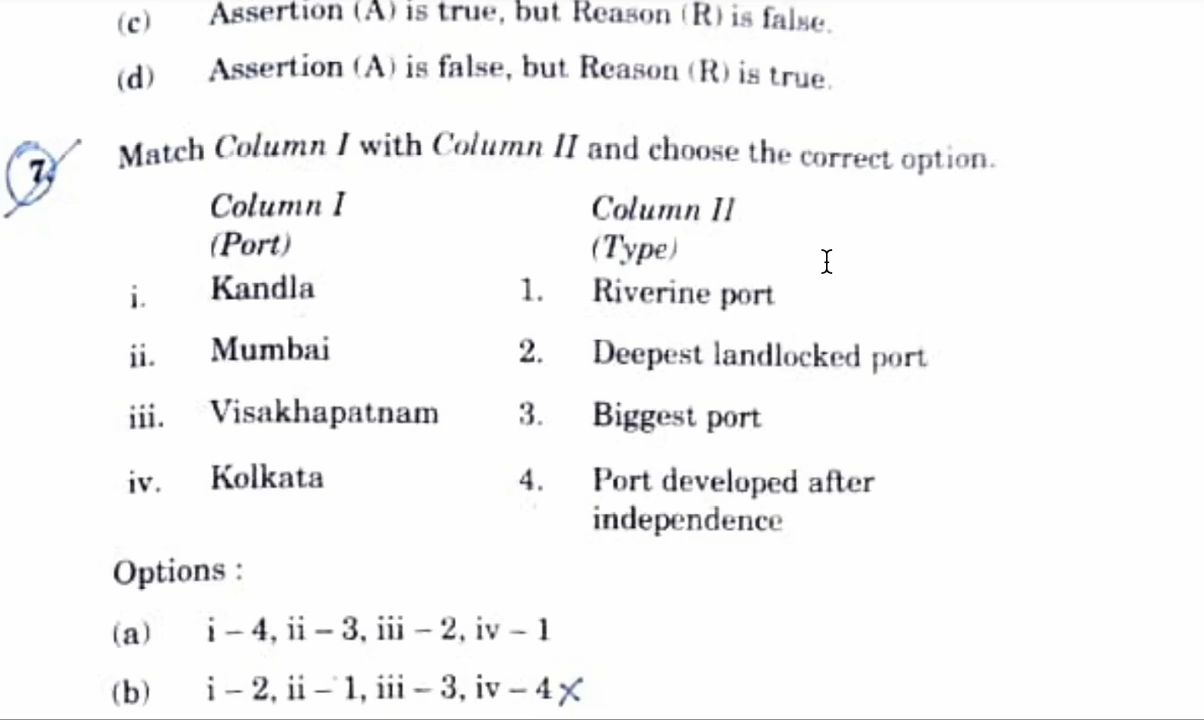 (c) Assertion (A) is true, but Reason (R) is false.
(d) Assertion (A) is false, but Reason (R) is true.
7. Match Column I with Column II and choose the correct option.
Column I Column II
(Port) (Type)
i. Kandla 1. Riverine port
ii. Mumbai 2. Deepest landlocked port
iii. Visakhapatnam 3. Biggest port
iv. Kolkata 4. Port developed after
independence
Options :
(a) i – 4, ii – 3, iii – 2, iv – 1
(b) i – 2, ii – 1, iii – 3, iv – 4